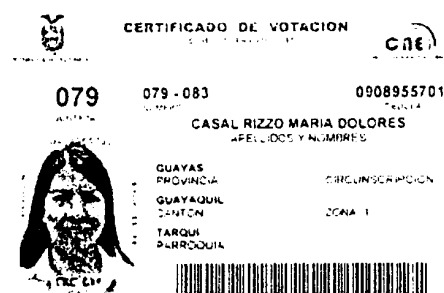 CERTIFICADO DE VOTACION
cne
079
079 - 083
0908955701
CASAL RIZZO MARIA DOLORES
APELLIDOS Y NOMBRES
GUAYAS
PROVINCIA
CIRCUNSCRIPCION
GUAYAQUIL
CANTON
ZONA: 1
TARQUI
PARROQUIA